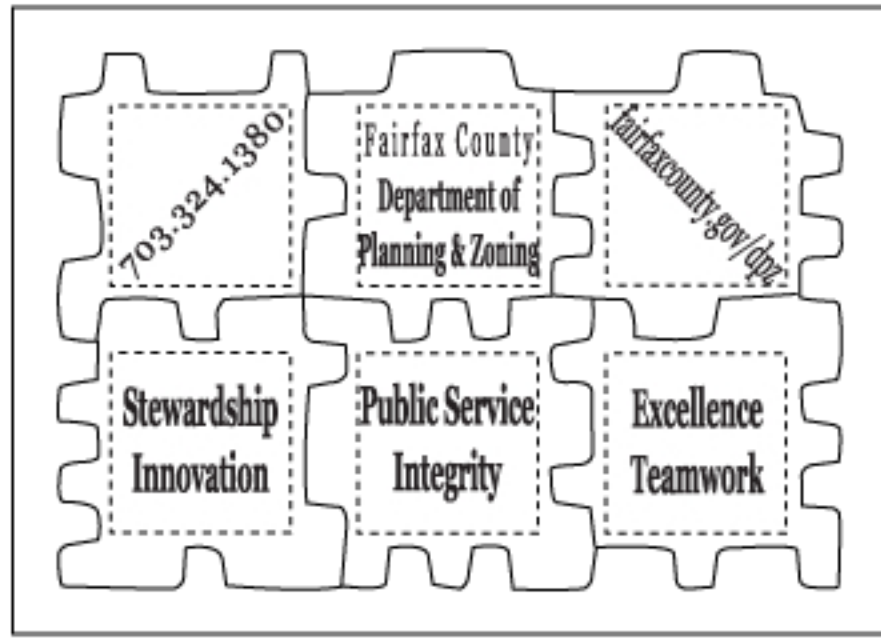 703.324.1380
Fairfax County
Department of
Planning & Zoning
fairfaxcounty.gov/dpz
Stewardship
Innovation
Public Service
Integrity
Excellence
Teamwork